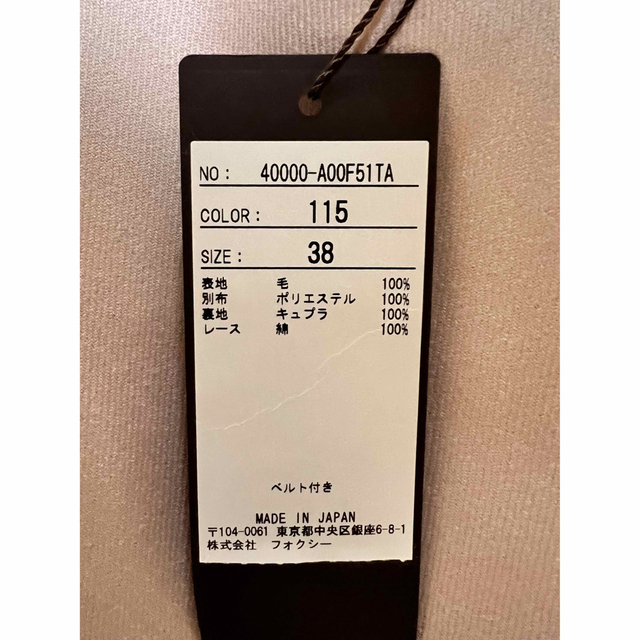 NO: 40000-A00F51TA
COLOR: 115
SIZE: 38
表地 毛 100%
別布 ポリエステル 100%
裏地 キュプラ 100%
レース 綿 100%
ベルト付き
MADE IN JAPAN
〒104-0061 東京都中央区銀座6-8-1
株式会社 フォクシー